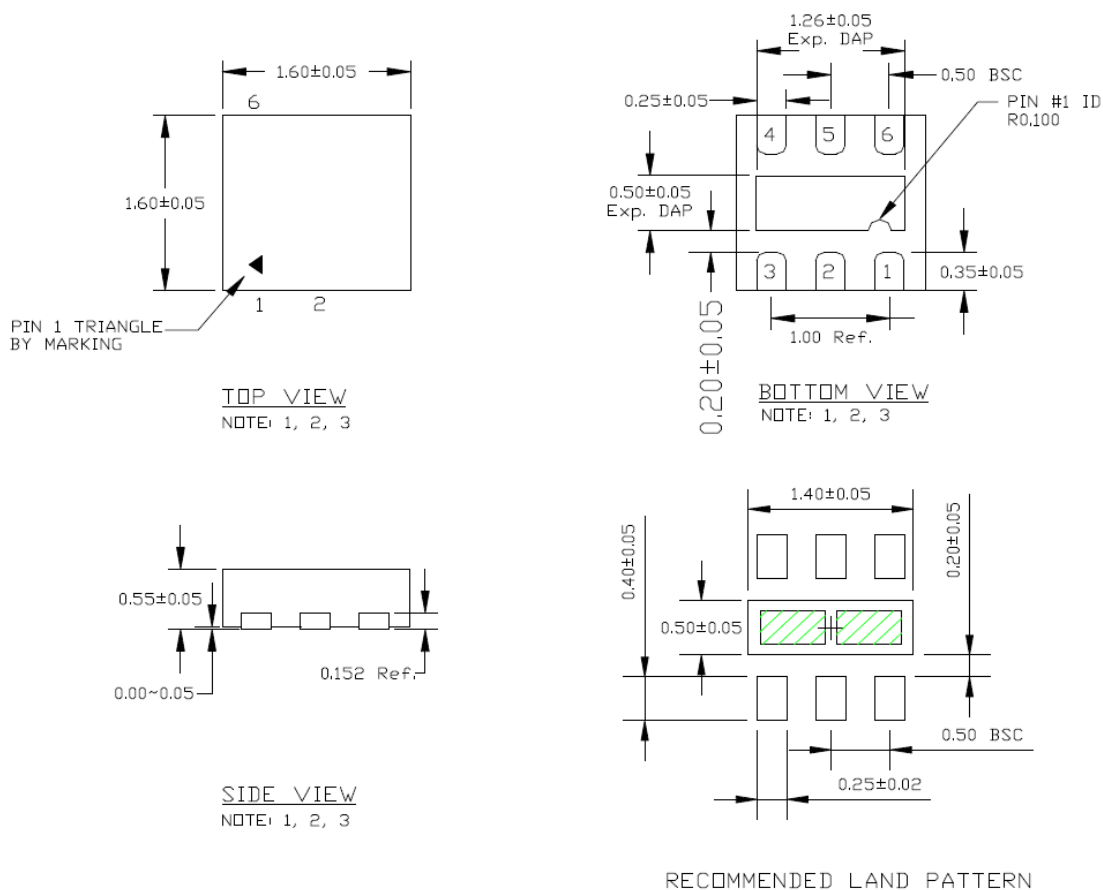 1.60±0.05
6
1.60±0.05
1
2
PIN 1 TRIANGLE
BY MARKING
TOP VIEW
NOTE: 1, 2, 3
1.26±0.05
Exp. DAP
0.50 BSC
0.25±0.05
PIN #1 ID
R0.100
4
5
6
0.50±0.05
Exp. DAP
3
2
1
0.35±0.05
1.00 Ref.
0.20±0.05
BOTTOM VIEW
NOTE: 1, 2, 3
0.55±0.05
0.152 Ref.
0.00~0.05
SIDE VIEW
NOTE: 1, 2, 3
1.40±0.05
0.40±0.05
0.20±0.05
0.50±0.05
0.50 BSC
0.25±0.02
RECOMMENDED LAND PATTERN